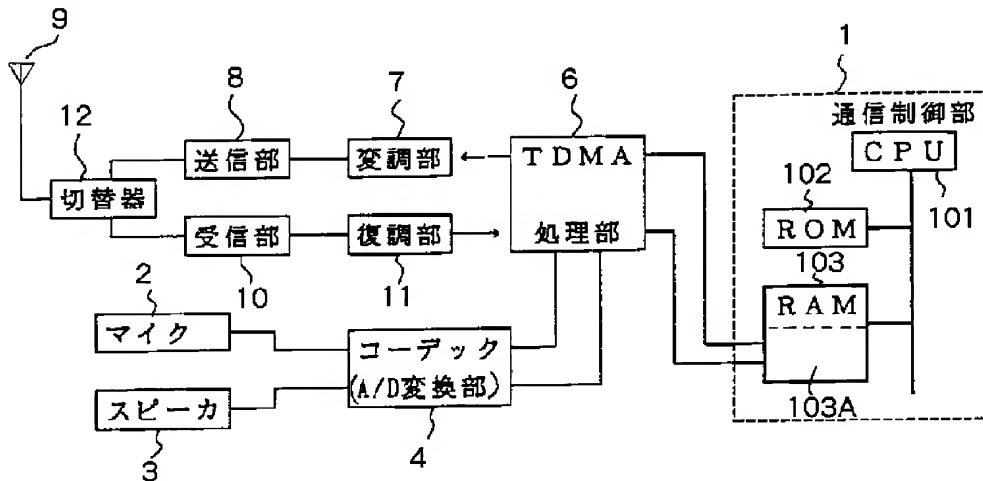 9
1
8
7
6
通信制御部
12
送信部
変調部
TDMA
CPU
切替器
102
101
受信部
復調部
処理部
ROM
103
10
11
RAM
2
マイク
コーデック
(A/D変換部)
スピーカ
103A
3
4